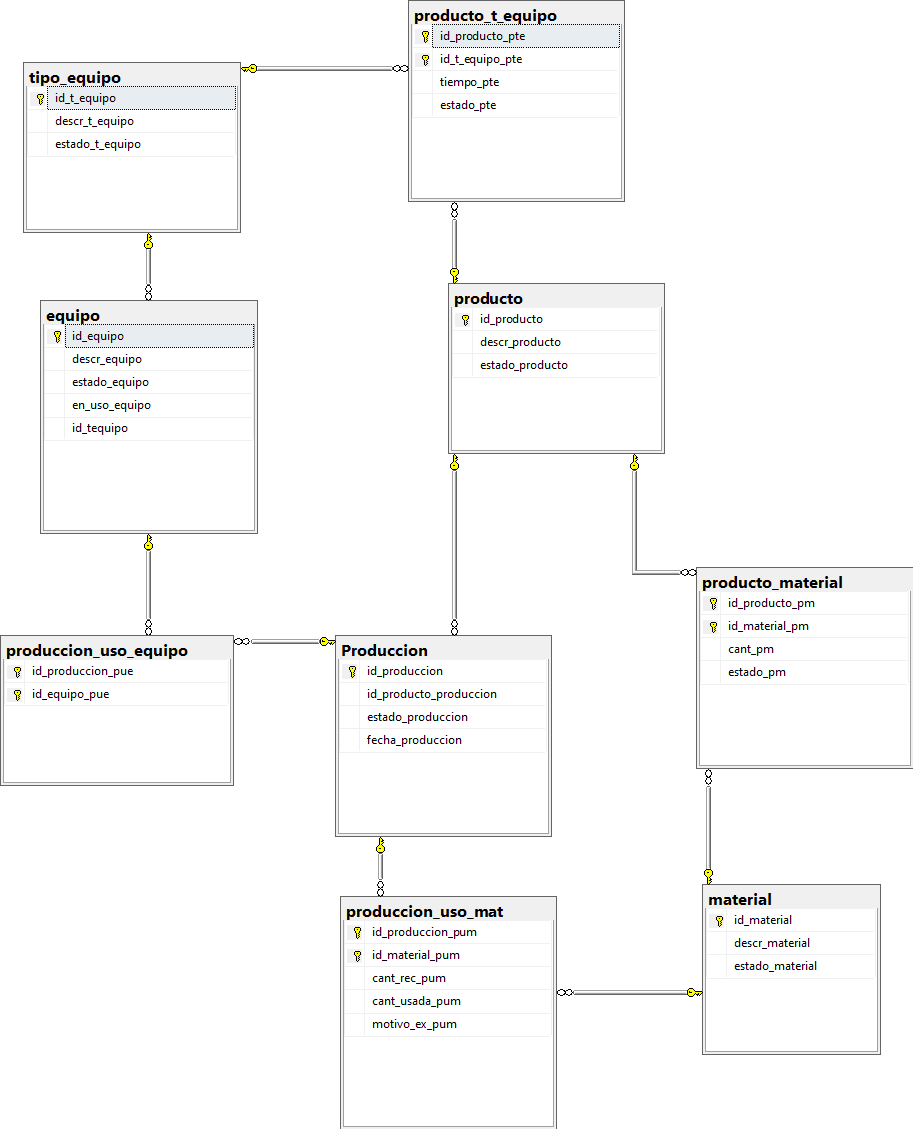 producto_t_equipo
id_producto_pte
id_t_equipo_pte
tiempo_pte
estado_pte
tipo_equipo
id_t_equipo
descr_t_equipo
estado_t_equipo
equipo
id_equipo
descr_equipo
estado_equipo
en_uso_equipo
id_tequipo
producto
id_producto
descr_producto
estado_producto
producto_material
id_producto_pm
id_material_pm
cant_pm
estado_pm
produccion_uso_equipo
id_produccion_pue
id_equipo_pue
Produccion
id_produccion
id_producto_produccion
estado_produccion
fecha_produccion
produccion_uso_mat
id_produccion_pum
id_material_pum
cant_rec_pum
cant_usada_pum
motivo_ex_pum
material
id_material
descr_material
estado_material